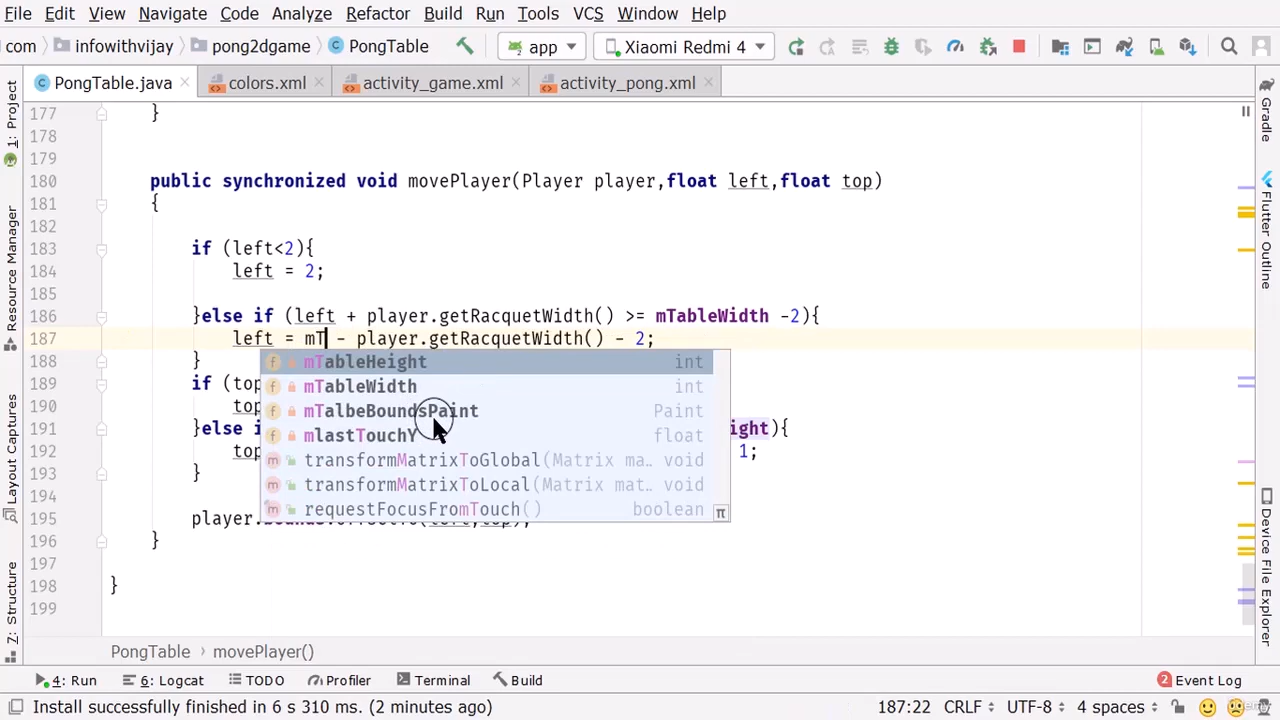 File Edit View Navigate Code Analyze Refactor Build Run Tools VCS Window Help
com infowithvijay pong2dgame PongTable app Xiaomi Redmi 4
PongTable.java colors.xml activity_game.xml activity_pong.xml
177 }
178
179
180 public synchronized void movePlayer(Player player,float left,float top)
181 {
182
183 if (left<2){
184 left = 2;
185
186 }else if (left + player.getRacquetWidth() >= mTableWidth -2){
187 left = mT - player.getRacquetWidth() - 2;
188 }
mTableHeight int
189 if (top
mTableWidth int
190 top
mTalbeBoundsPaint Paint
191 }else i ight){
mlastTouchY float
192 top 1;
transformMatrixToGlobal(Matrix ma… void
193 }
transformMatrixToLocal(Matrix mat… void
194
requestFocusFromTouch() boolean
π
195 player.
196 }
197
198 }
199
PongTable movePlayer()
4: Run 6: Logcat TODO Profiler Terminal Build 2 Event Log
Install successfully finished in 6 s 310 ms. (2 minutes ago) 187:22 CRLF UTF-8 4 spaces
1: Project
Resource Manager
Layout Captures
7: Structure
Gradle
Flutter Outline
Device File Explorer